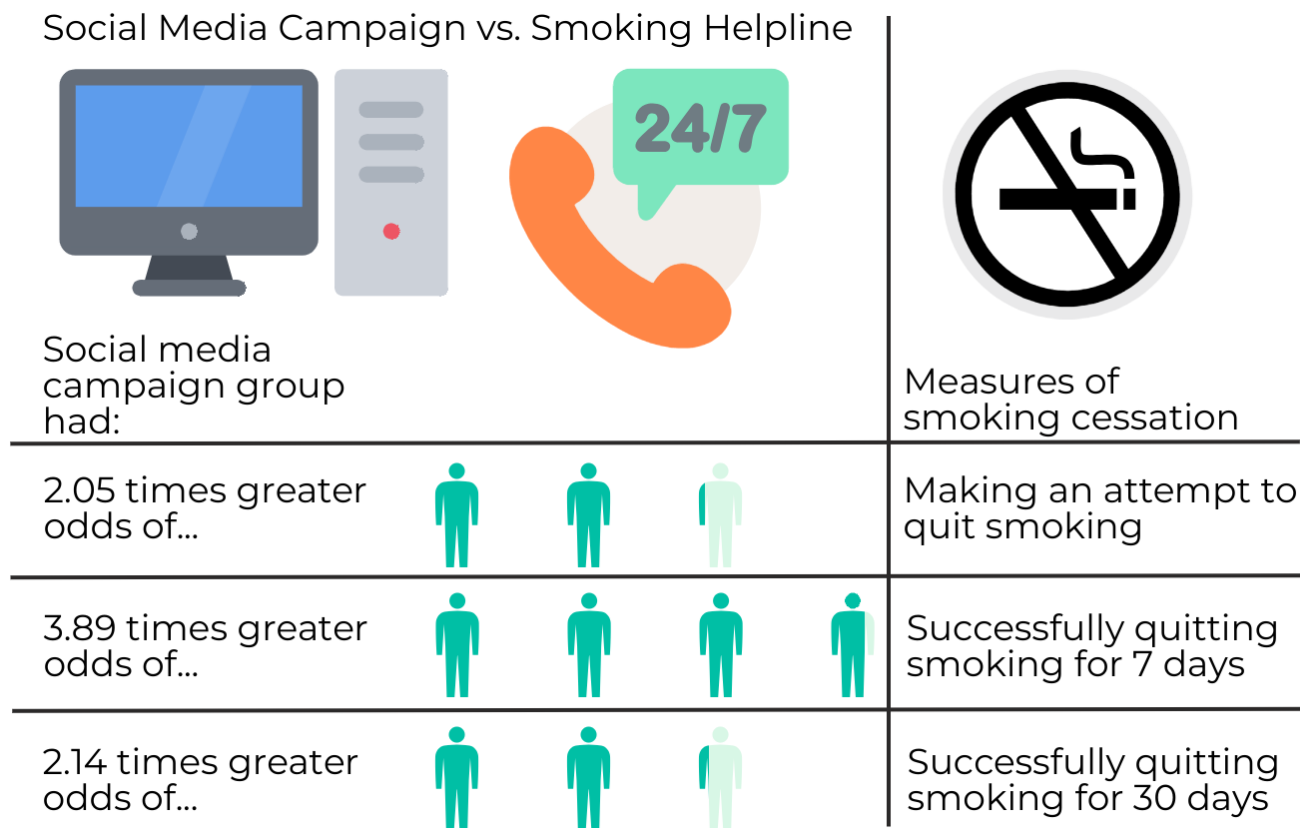 Social Media Campaign vs. Smoking Helpline
24/7
Social media
campaign group
had:
Measures of
smoking cessation
2.05 times greater
odds of...
Making an attempt to
quit smoking
3.89 times greater
odds of...
Successfully quitting
smoking for 7 days
2.14 times greater
odds of...
Successfully quitting
smoking for 30 days